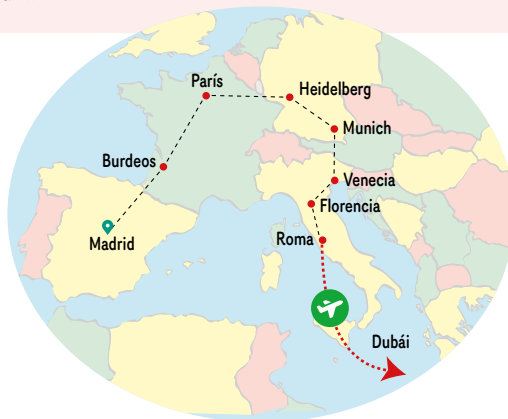 París
Heidelberg
Munich
Burdeos
Venecia
Florencia
Madrid
Roma
Dubái